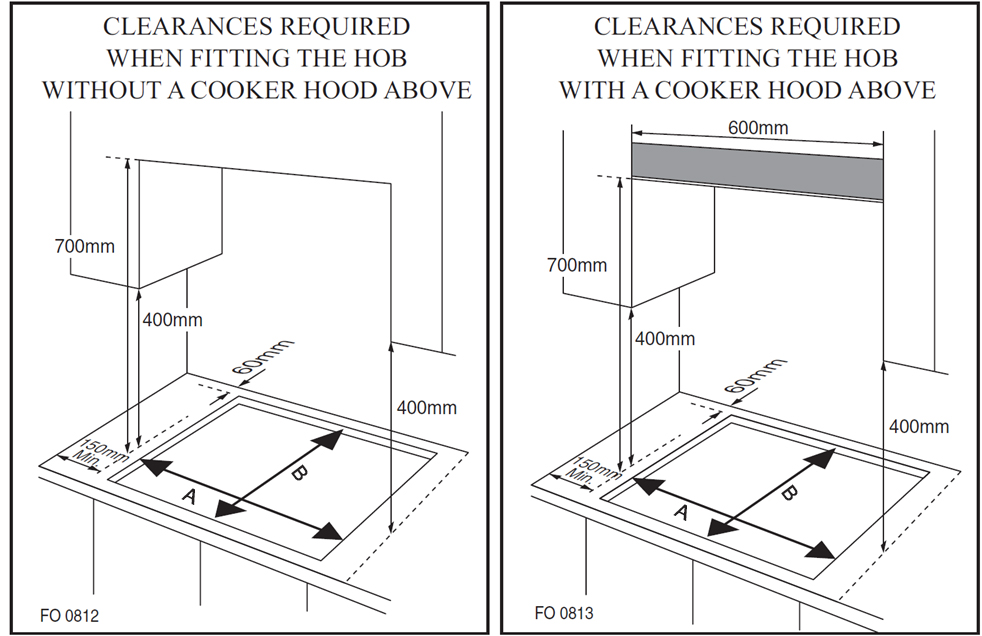 CLEARANCES REQUIRED
WHEN FITTING THE HOB
WITHOUT A COOKER HOOD ABOVE
700mm
400mm
60mm
400mm
150mm
Min.
A
B
FO 0812
CLEARANCES REQUIRED
WHEN FITTING THE HOB
WITH A COOKER HOOD ABOVE
600mm
700mm
400mm
60mm
400mm
150mm
Min.
A
B
FO 0813